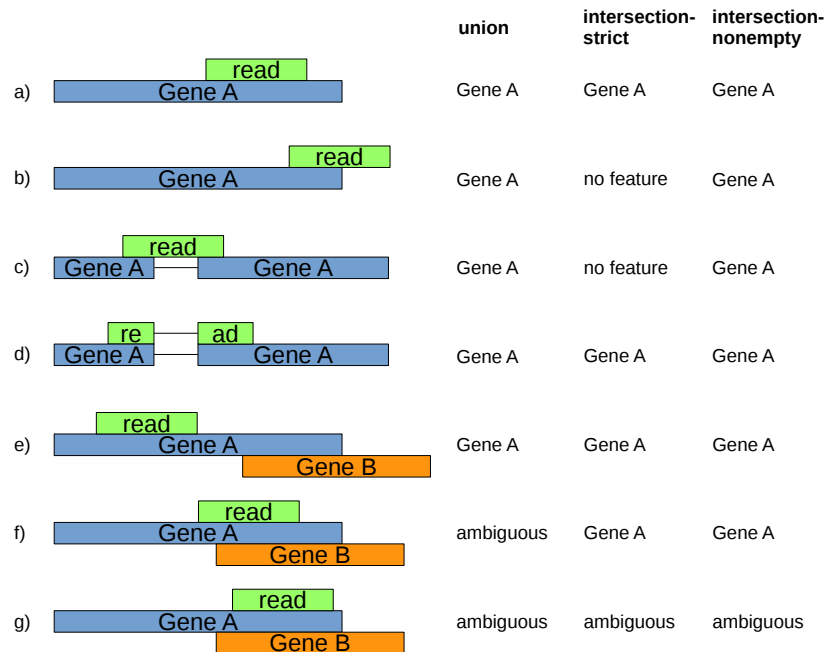 union intersection-strict intersection-nonempty
read
a) Gene A Gene A Gene A Gene A
read
b) Gene A Gene A no feature Gene A
read
c) Gene A Gene A Gene A no feature Gene A
re ad
d) Gene A Gene A Gene A Gene A Gene A
read
e) Gene A Gene A Gene A Gene A
Gene B
read
f) Gene A ambiguous Gene A Gene A
Gene B
read
g) Gene A ambiguous ambiguous ambiguous
Gene B